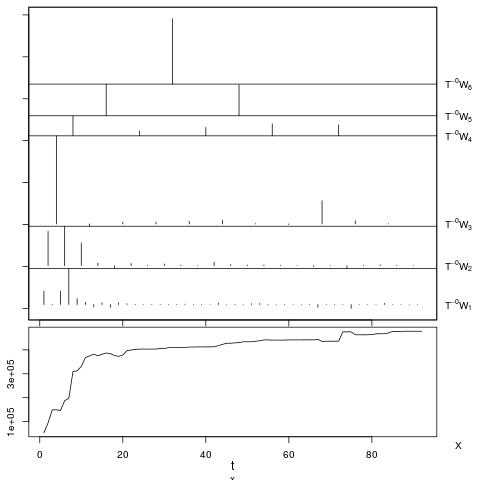 T⁻⁰W₆
T⁻⁰W₅
T⁻⁰W₄
T⁻⁰W₃
T⁻⁰W₂
T⁻⁰W₁
3e+05
1e+05
0 20 40 60 80
X
t
x